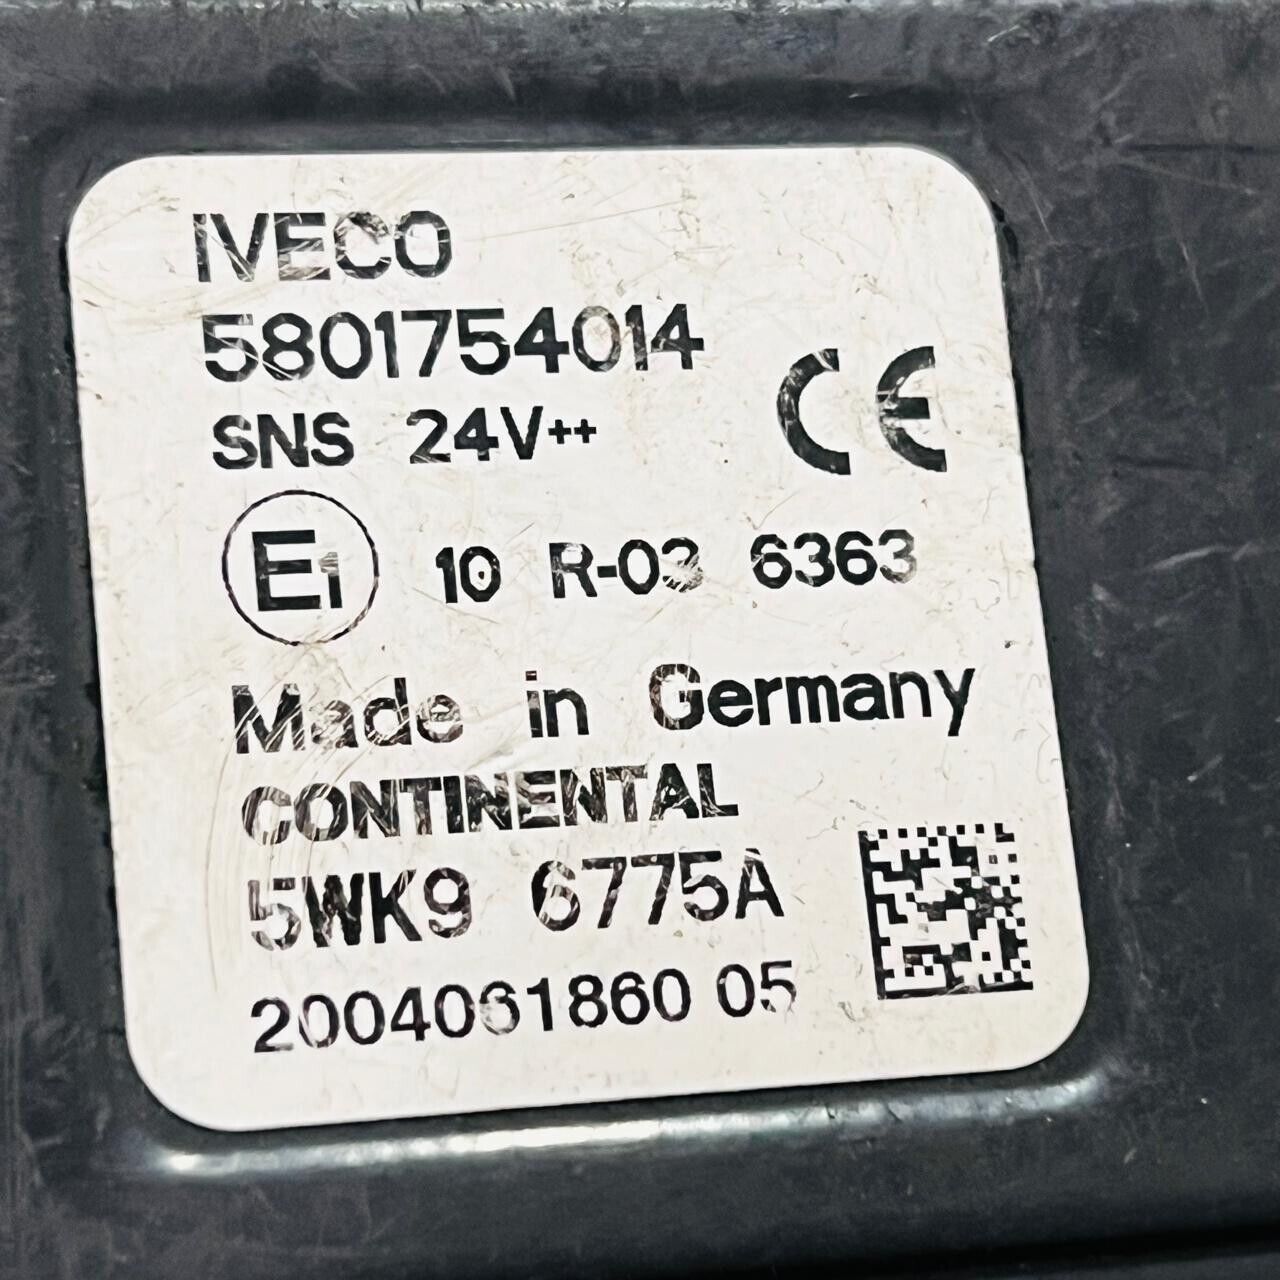 IVECO
5801754014
SNS 24V++
CE
E1 10 R-03 6363
Made in Germany
CONTINENTAL
5WK9 6775A
2004061860 05